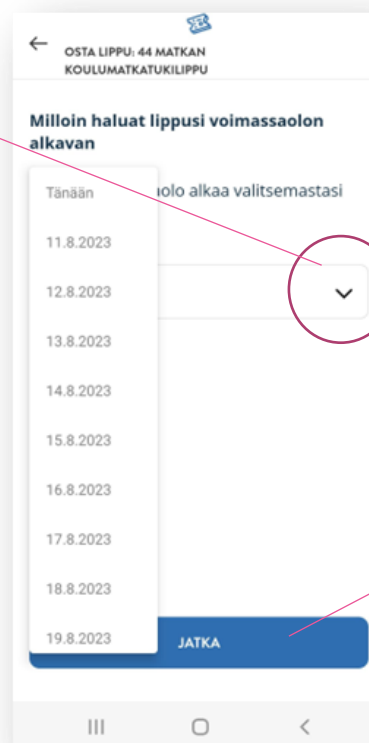 OSTA LIPPU: 44 MATKAN
KOULUMATKATUKILIPPU
Milloin haluat lippusi voimassaolon
alkavan
olo alkaa valitsemastasi
Tänään
11.8.2023
12.8.2023
13.8.2023
14.8.2023
15.8.2023
16.8.2023
17.8.2023
18.8.2023
19.8.2023
JATKA